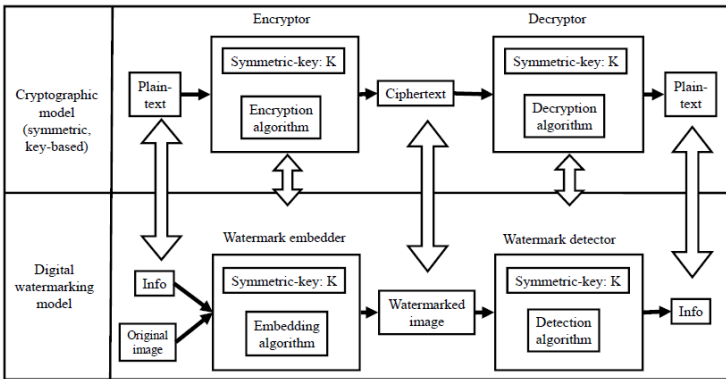 Encryptor
Decryptor
Cryptographic
model
(symmetric,
key-based)
Plain-
text
Symmetric-key: K
Encryption
algorithm
Ciphertext
Symmetric-key: K
Decryption
algorithm
Plain-
text
Digital
watermarking
model
Watermark embedder
Watermark detector
Info
Original
image
Symmetric-key: K
Embedding
algorithm
Watermarked
image
Symmetric-key: K
Detection
algorithm
Info